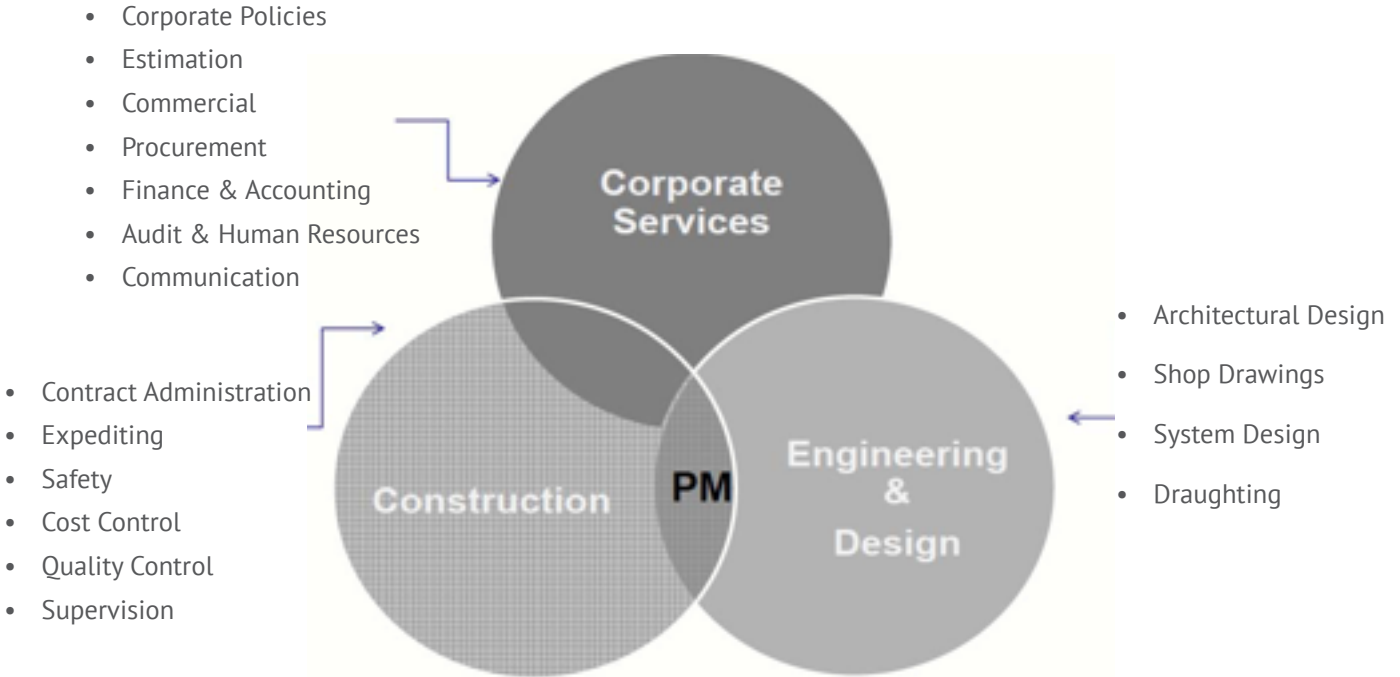 • Corporate Policies
• Estimation
• Commercial
• Procurement
• Finance & Accounting
• Audit & Human Resources
• Communication
Corporate
Services
• Contract Administration
• Expediting
• Safety
• Cost Control
• Quality Control
• Supervision
Construction
PM
Engineering
&
Design
• Architectural Design
• Shop Drawings
• System Design
• Draughting